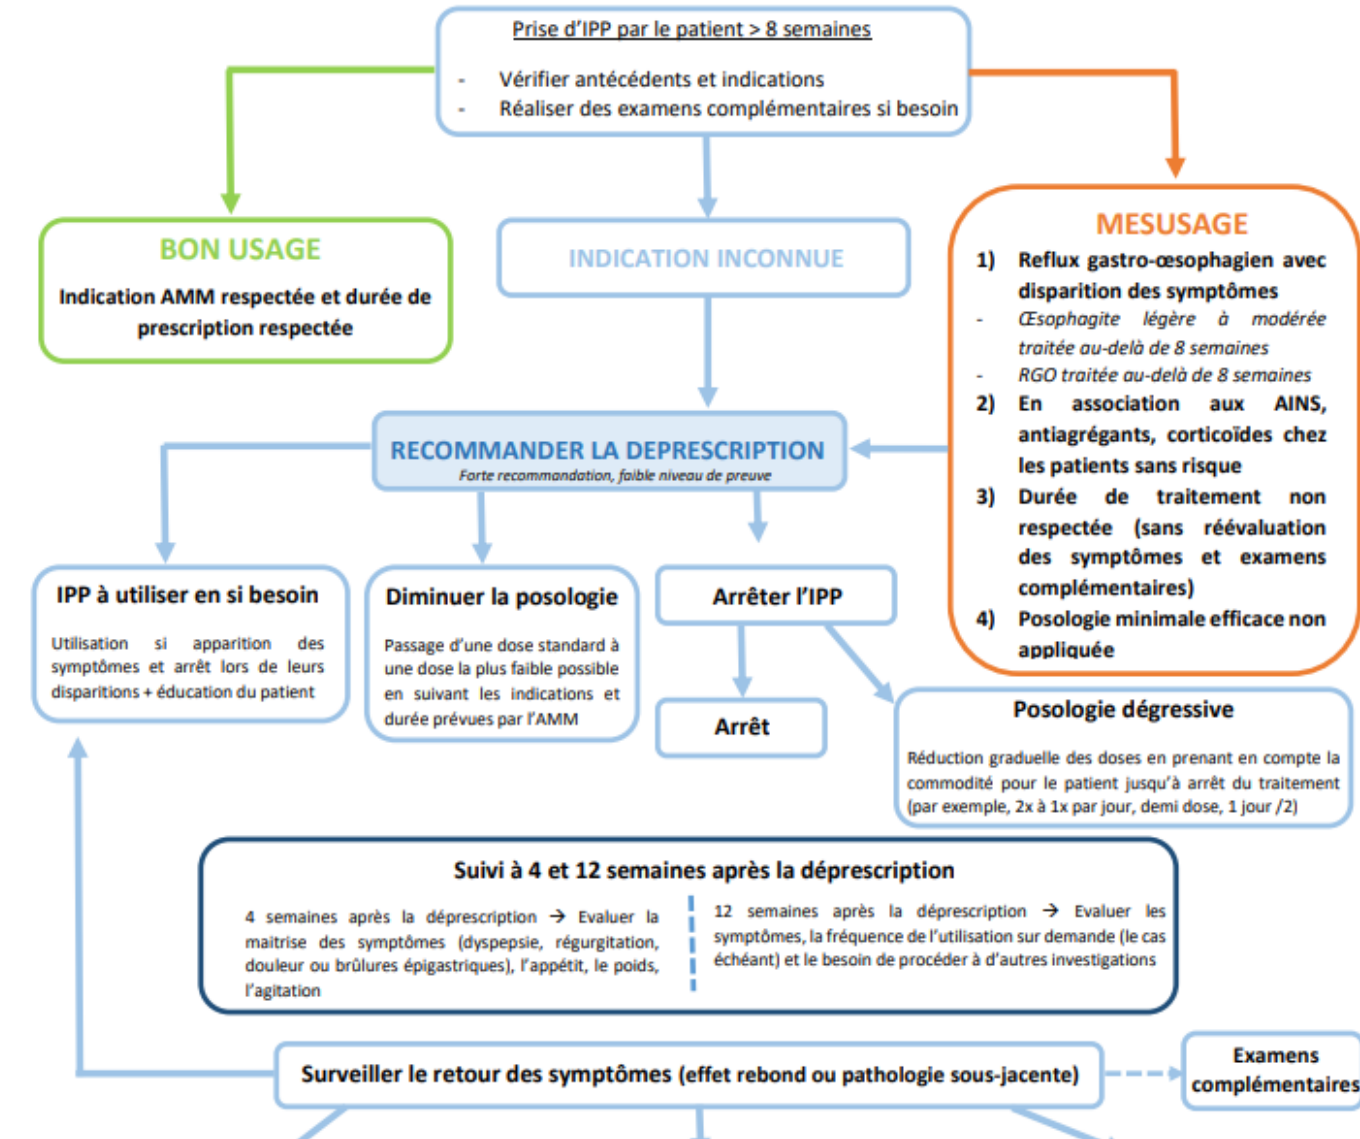 Prise d'IPP par le patient > 8 semaines
- Vérifier antécédents et indications
- Réaliser des examens complémentaires si besoin
BON USAGE
Indication AMM respectée et durée de
prescription respectée
INDICATION INCONNUE
MESUSAGE
1) Reflux gastro-œsophagien avec
disparition des symptômes
- Œsophagite légère à modérée
traitée au-delà de 8 semaines
- RGO traitée au-delà de 8 semaines
2) En association aux AINS,
antiagrégants, corticoïdes chez
les patients sans risque
3) Durée de traitement non
respectée (sans réévaluation
des symptômes et examens
complémentaires)
4) Posologie minimale efficace non
appliquée
RECOMMANDER LA DEPRESCRIPTION
Forte recommandation, faible niveau de preuve
IPP à utiliser en si besoin
Utilisation si apparition des
symptômes et arrêt lors de leurs
disparitions + éducation du patient
Diminuer la posologie
Passage d'une dose standard à
une dose la plus faible possible
en suivant les indications et
durée prévues par l'AMM
Arrêter l'IPP
Arrêt
Posologie dégressive
Réduction graduelle des doses en prenant en compte la
commodité pour le patient jusqu'à arrêt du traitement
(par exemple, 2x à 1x par jour, demi dose, 1 jour /2)
Suivi à 4 et 12 semaines après la déprescription
4 semaines après la déprescription → Evaluer la
maitrise des symptômes (dyspepsie, régurgitation,
douleur ou brûlures épigastriques), l'appétit, le poids,
l'agitation
12 semaines après la déprescription → Evaluer les
symptômes, la fréquence de l'utilisation sur demande (le cas
échéant) et le besoin de procéder à d'autres investigations
Surveiller le retour des symptômes (effet rebond ou pathologie sous-jacente)
Examens
complémentaires